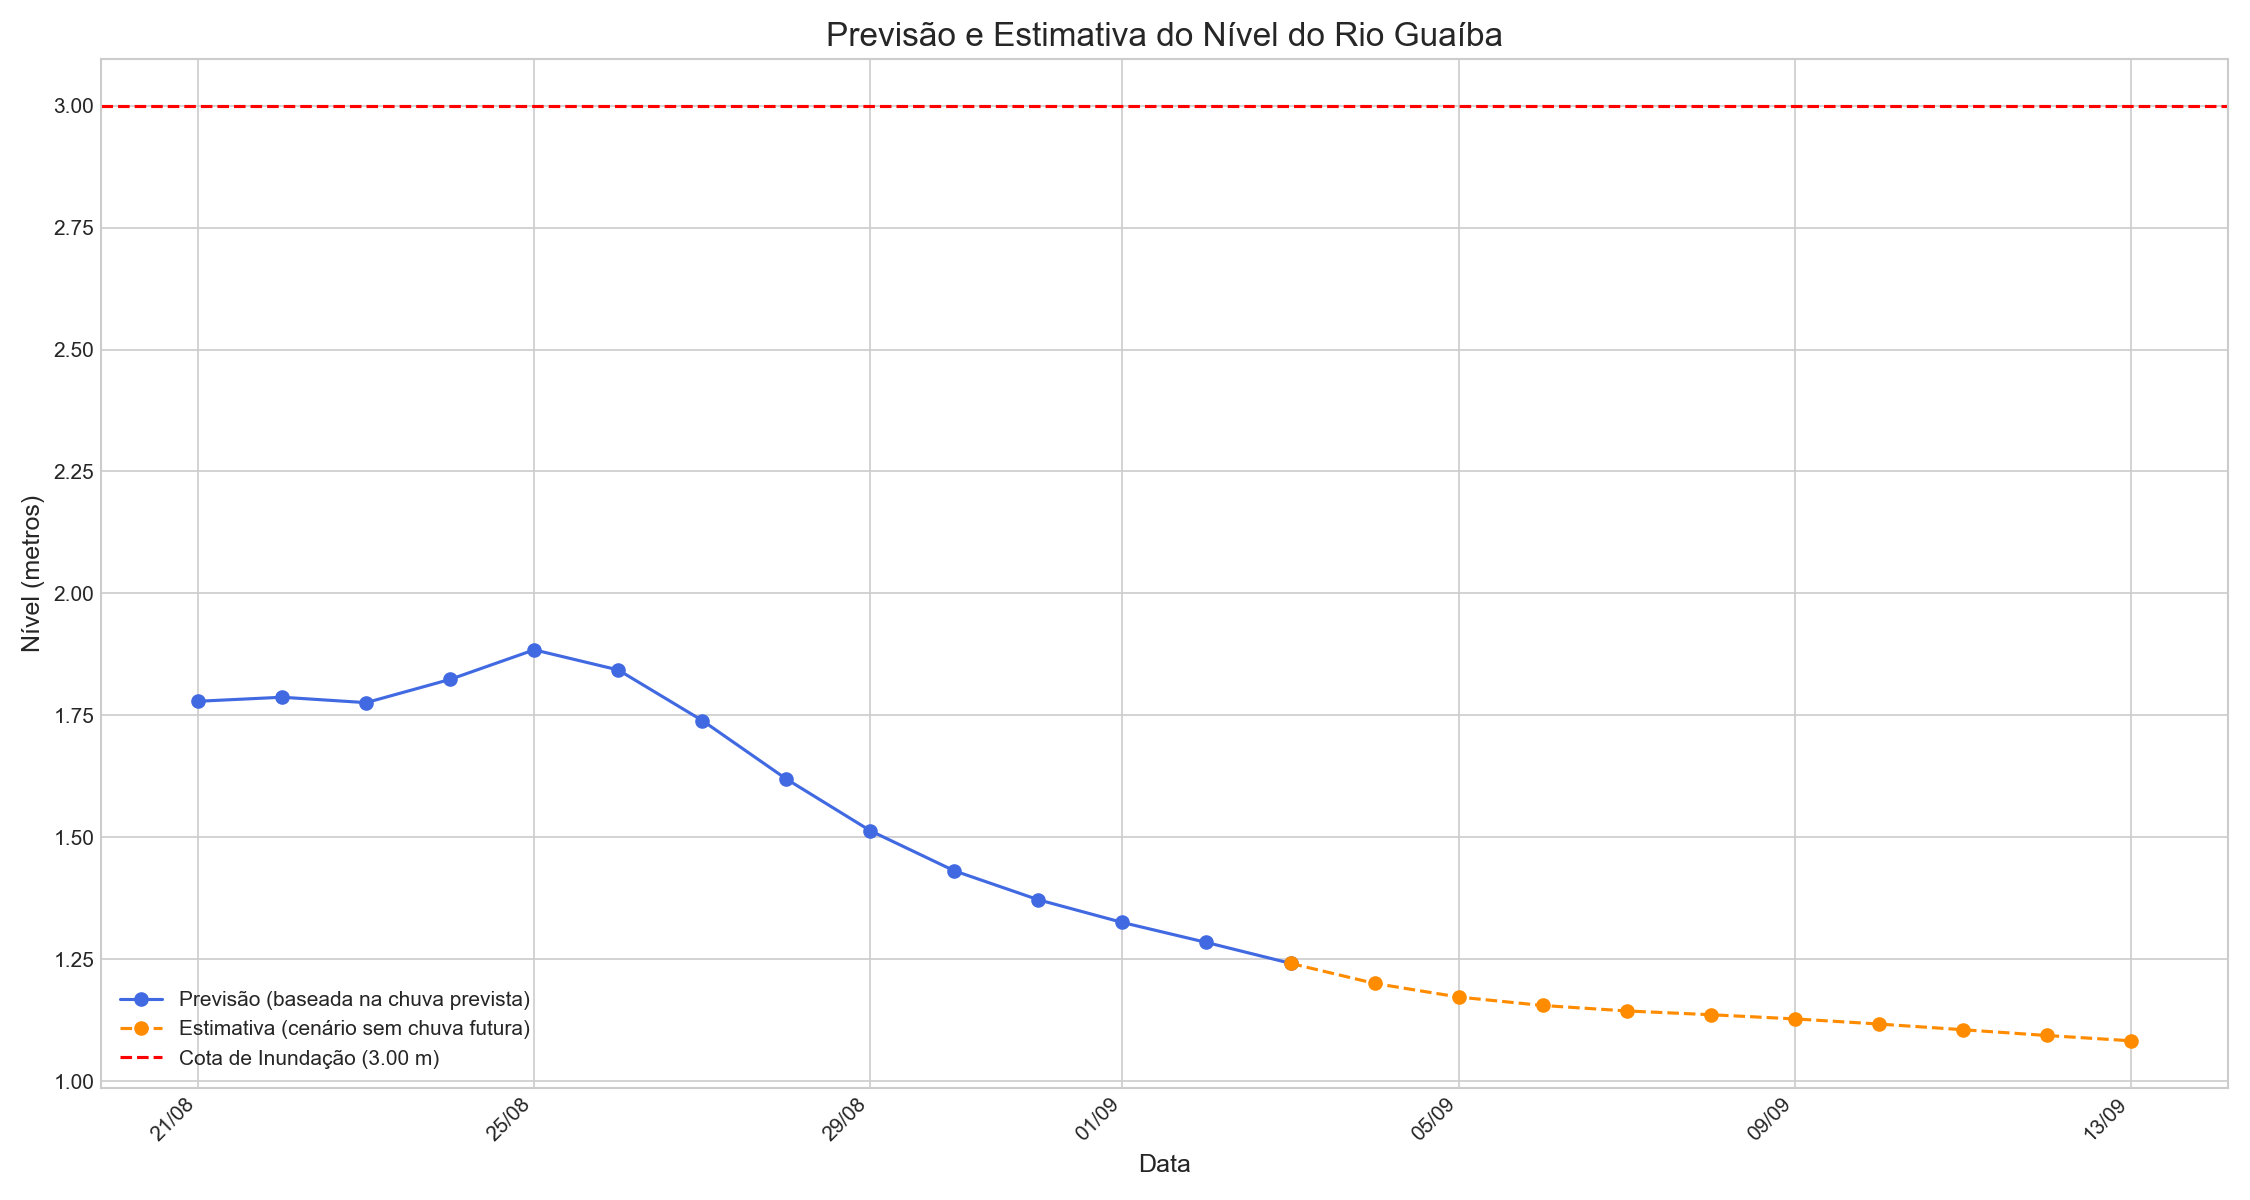 Previsão e Estimativa do Nível do Rio Guaíba
Nível (metros)
3.00
2.75
2.50
2.25
2.00
1.75
1.50
1.25
1.00
Previsão (baseada na chuva prevista)
Estimativa (cenário sem chuva futura)
Cota de Inundação (3.00 m)
21/08
25/08
29/08
01/09
05/09
09/09
13/09
Data